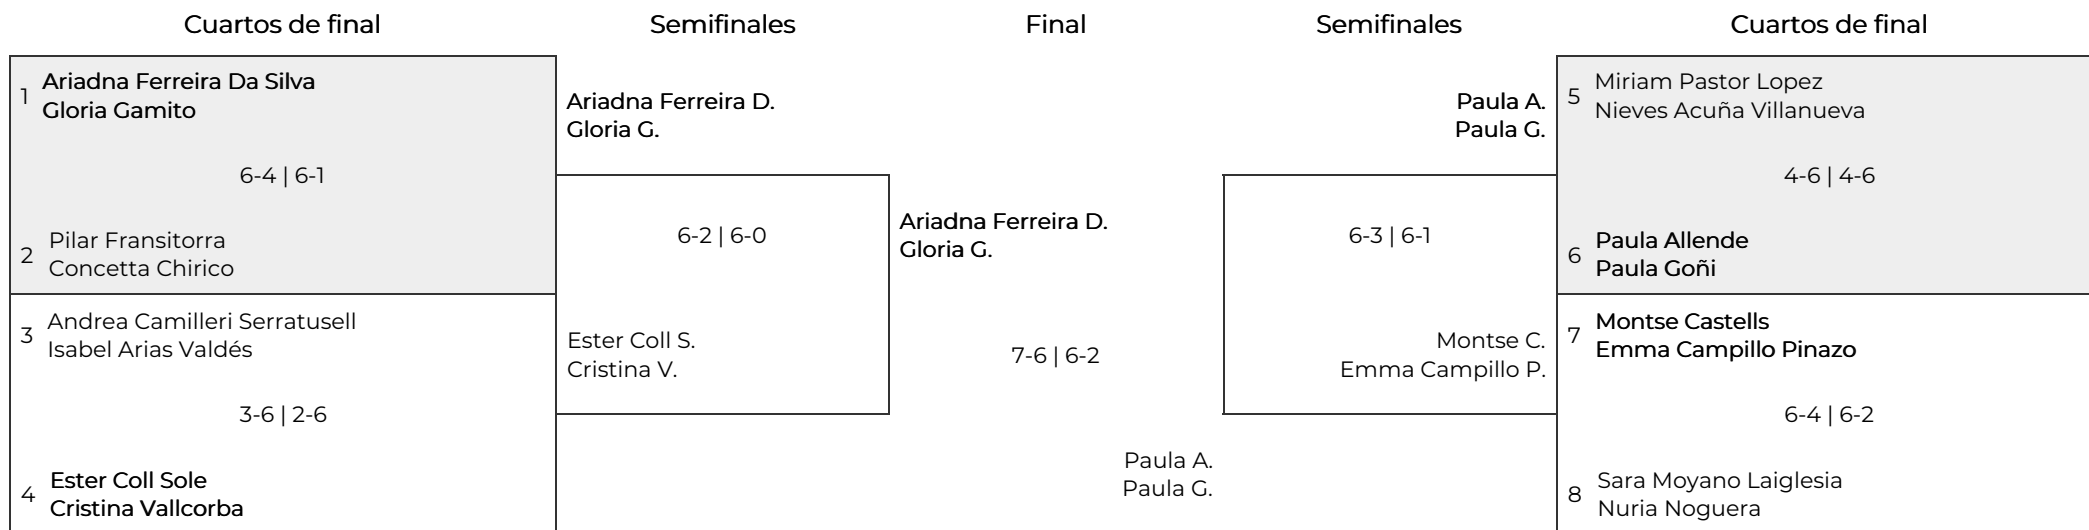 Cuartos de final
Semifinales
Final
Semifinales
Cuartos de final
1
Ariadna Ferreira Da Silva
Gloria Gamito
6-4 | 6-1
2
Pilar Fransitorra
Concetta Chirico
3
Andrea Camilleri Serratusell
Isabel Arias Valdés
3-6 | 2-6
4
Ester Coll Sole
Cristina Vallcorba
Ariadna Ferreira D.
Gloria G.
6-2 | 6-0
Ester Coll S.
Cristina V.
Ariadna Ferreira D.
Gloria G.
7-6 | 6-2
Paula A.
Paula G.
Paula A.
Paula G.
6-3 | 6-1
Montse C.
Emma Campillo P.
5
Miriam Pastor Lopez
Nieves Acuña Villanueva
4-6 | 4-6
6
Paula Allende
Paula Goñi
7
Montse Castells
Emma Campillo Pinazo
6-4 | 6-2
8
Sara Moyano Laiglesia
Nuria Noguera